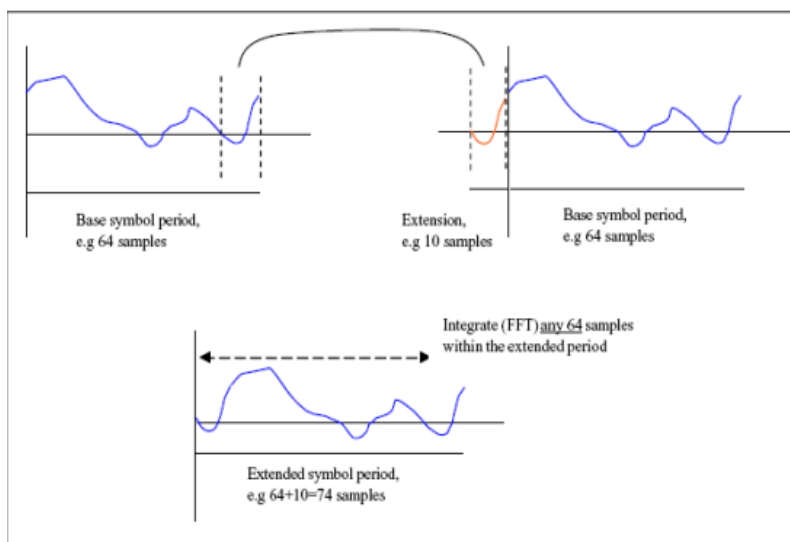 Base symbol period,
e.g 64 samples
Extension,
e.g 10 samples
Base symbol period,
e.g 64 samples
Integrate (FFT) any 64 samples
within the extended period
Extended symbol period,
e.g 64+10=74 samples